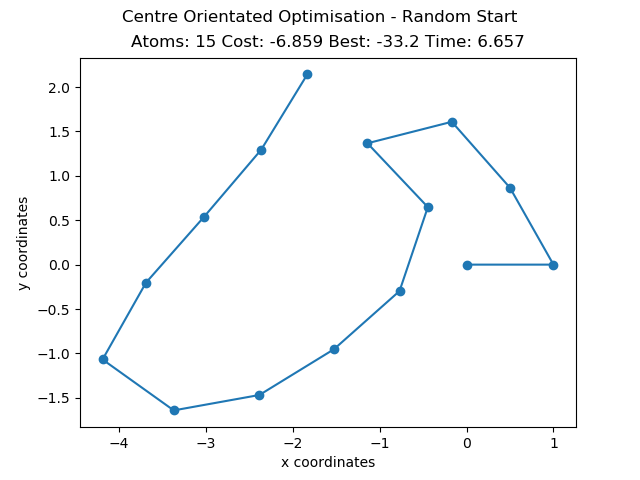 Centre Orientated Optimisation - Random Start
Atoms: 15 Cost: -6.859 Best: -33.2 Time: 6.657
2.0
1.5
1.0
0.5
0.0
−0.5
−1.0
−1.5
y coordinates
−4 −3 −2 −1 0 1
x coordinates